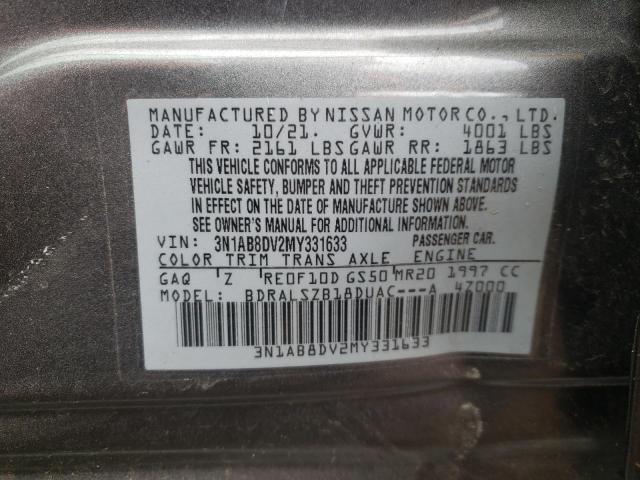 MANUFACTURED BY NISSAN MOTOR CO., LTD.
DATE: 10/21. GVWR: 4001 LBS
GAWR FR: 2161 LBS GAWR RR: 1863 LBS
THIS VEHICLE CONFORMS TO ALL APPLICABLE FEDERAL MOTOR
VEHICLE SAFETY, BUMPER AND THEFT PREVENTION STANDARDS
IN EFFECT ON THE DATE OF MANUFACTURE SHOWN ABOVE.
SEE OWNER'S MANUAL FOR ADDITIONAL INFORMATION.
VIN: 3N1AB8DV2MY331633 PASSENGER CAR.
COLOR TRIM TRANS AXLE ENGINE
GAQ Z RE0F10D GS50 MR20 1997 CC
MODEL: BDRALSZB18DUAC---A 4Z000
3N1AB8DV2MY331633